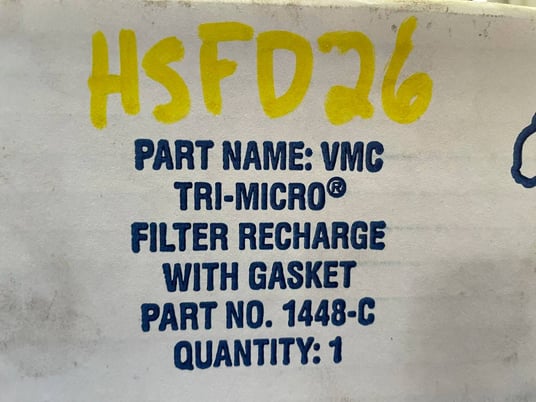 HSFD26
PART NAME: VMC
TRI-MICRO®
FILTER RECHARGE
WITH GASKET
PART NO. 1448-C
QUANTITY: 1